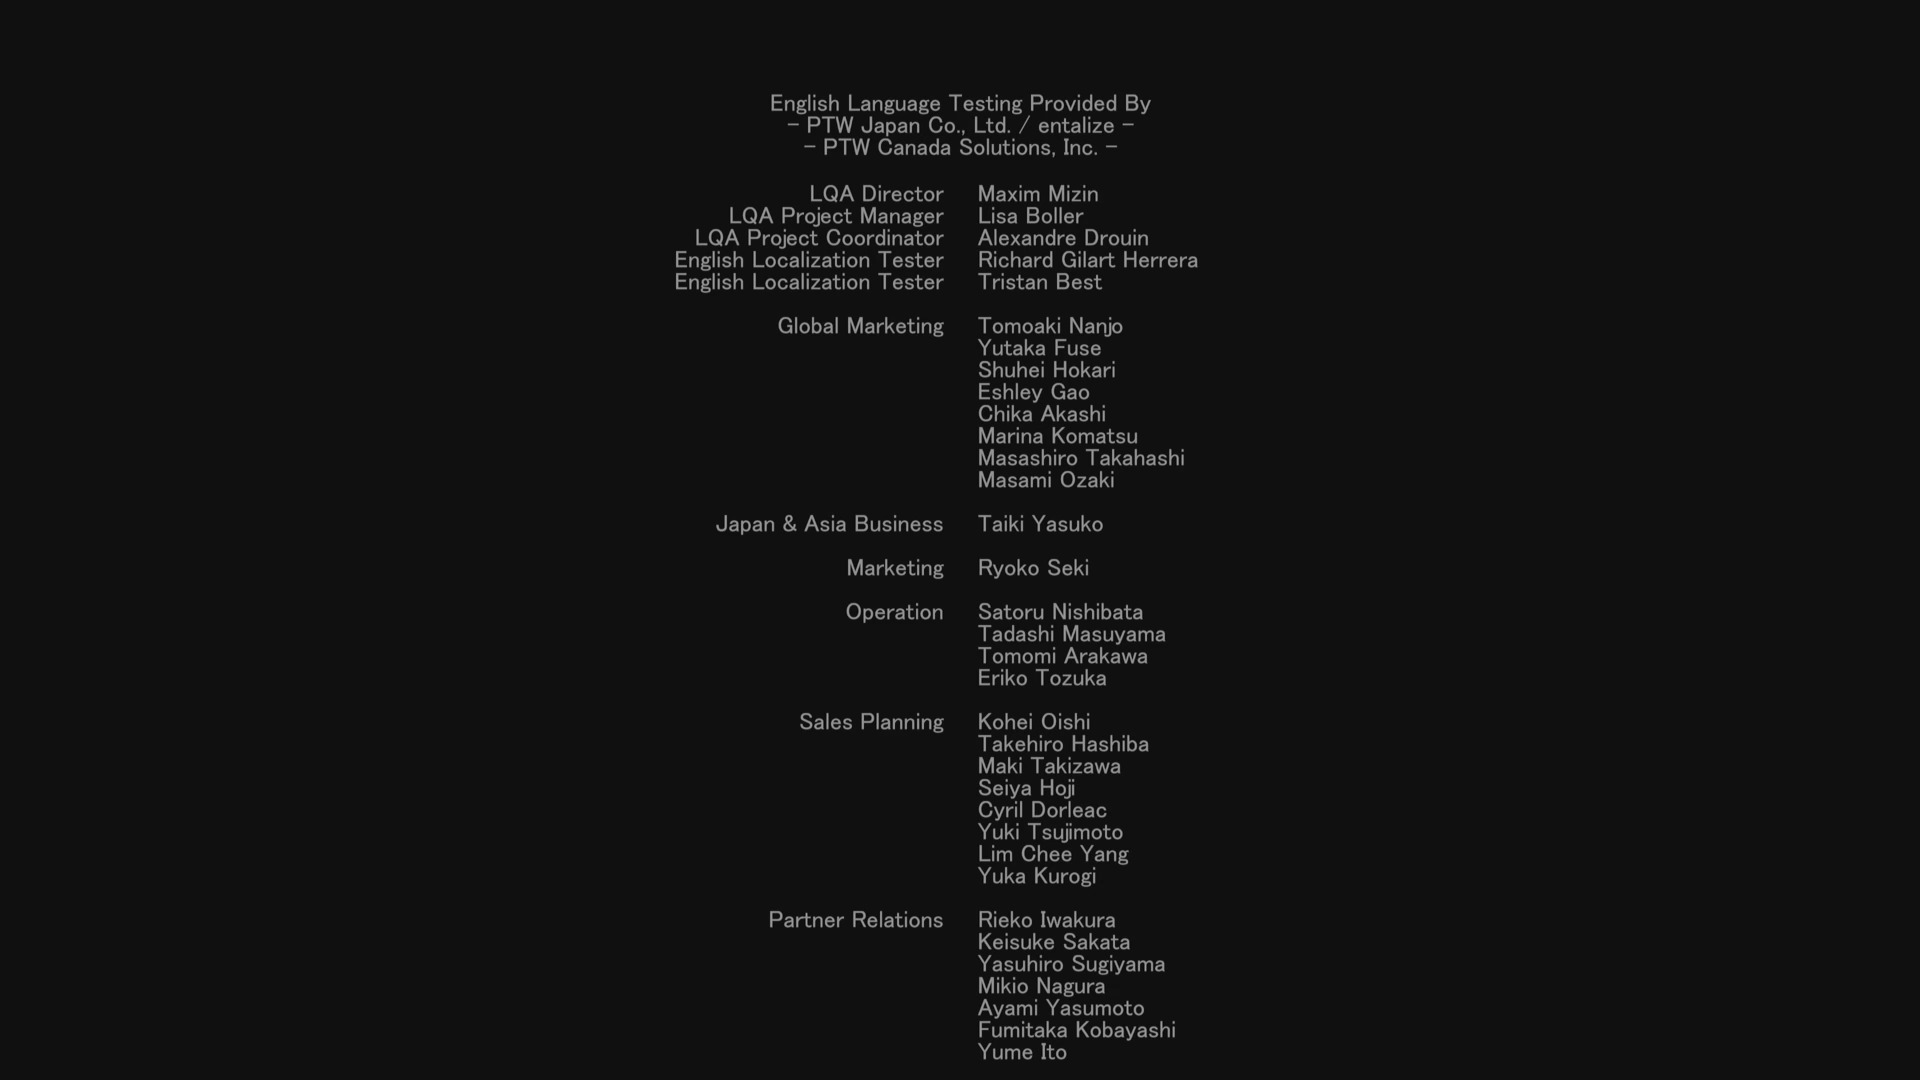 English Language Testing Provided By
– PTW Japan Co., Ltd. / entalize –
– PTW Canada Solutions, Inc. –
LQA Director Maxim Mizin
LQA Project Manager Lisa Boller
LQA Project Coordinator Alexandre Drouin
English Localization Tester Richard Gilart Herrera
English Localization Tester Tristan Best
Global Marketing Tomoaki Nanjo
Yutaka Fuse
Shuhei Hokari
Eshley Gao
Chika Akashi
Marina Komatsu
Masashiro Takahashi
Masami Ozaki
Japan & Asia Business Taiki Yasuko
Marketing Ryoko Seki
Operation Satoru Nishibata
Tadashi Masuyama
Tomomi Arakawa
Eriko Tozuka
Sales Planning Kohei Oishi
Takehiro Hashiba
Maki Takizawa
Seiya Hoji
Cyril Dorleac
Yuki Tsujimoto
Lim Chee Yang
Yuka Kurogi
Partner Relations Rieko Iwakura
Keisuke Sakata
Yasuhiro Sugiyama
Mikio Nagura
Ayami Yasumoto
Fumitaka Kobayashi
Yume Ito